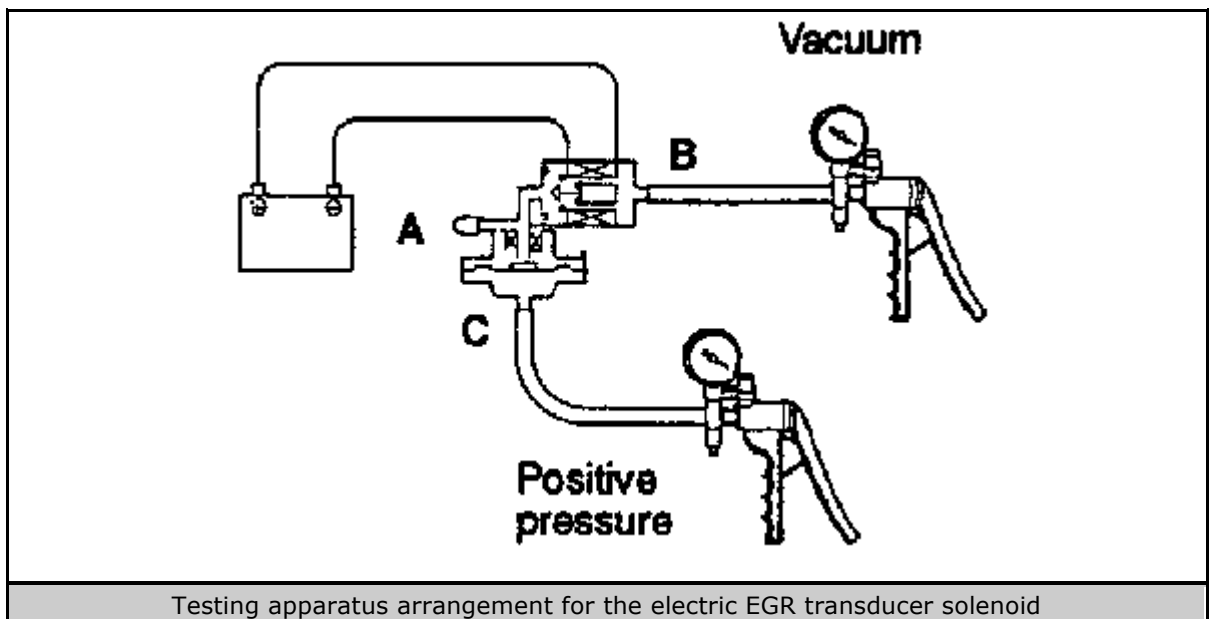 Vacuum
B
A
C
Positive
pressure
Testing apparatus arrangement for the electric EGR transducer solenoid